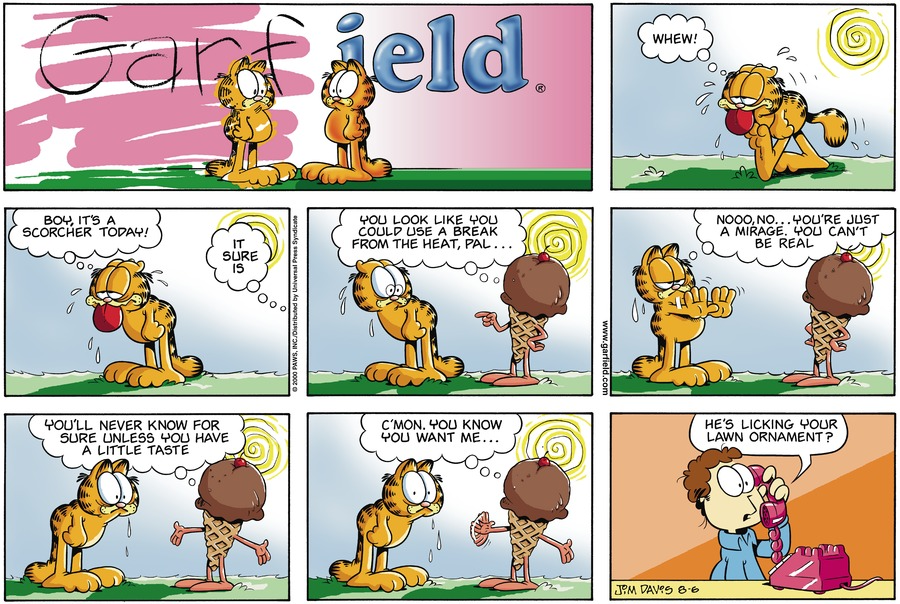 Garfield ®
WHEW!
BOY, IT'S A
SCORCHER TODAY!
IT
SURE
IS
© 2000 PAWS, INC./Distributed by Universal Press Syndicate
YOU LOOK LIKE YOU
COULD USE A BREAK
FROM THE HEAT, PAL...
NOOO, NO... YOU'RE JUST
A MIRAGE. YOU CAN'T
BE REAL
www.garfield.com
YOU'LL NEVER KNOW FOR
SURE UNLESS YOU HAVE
A LITTLE TASTE
C'MON. YOU KNOW
YOU WANT ME...
HE'S LICKING YOUR
LAWN ORNAMENT?
JIM DAVIS 8-6